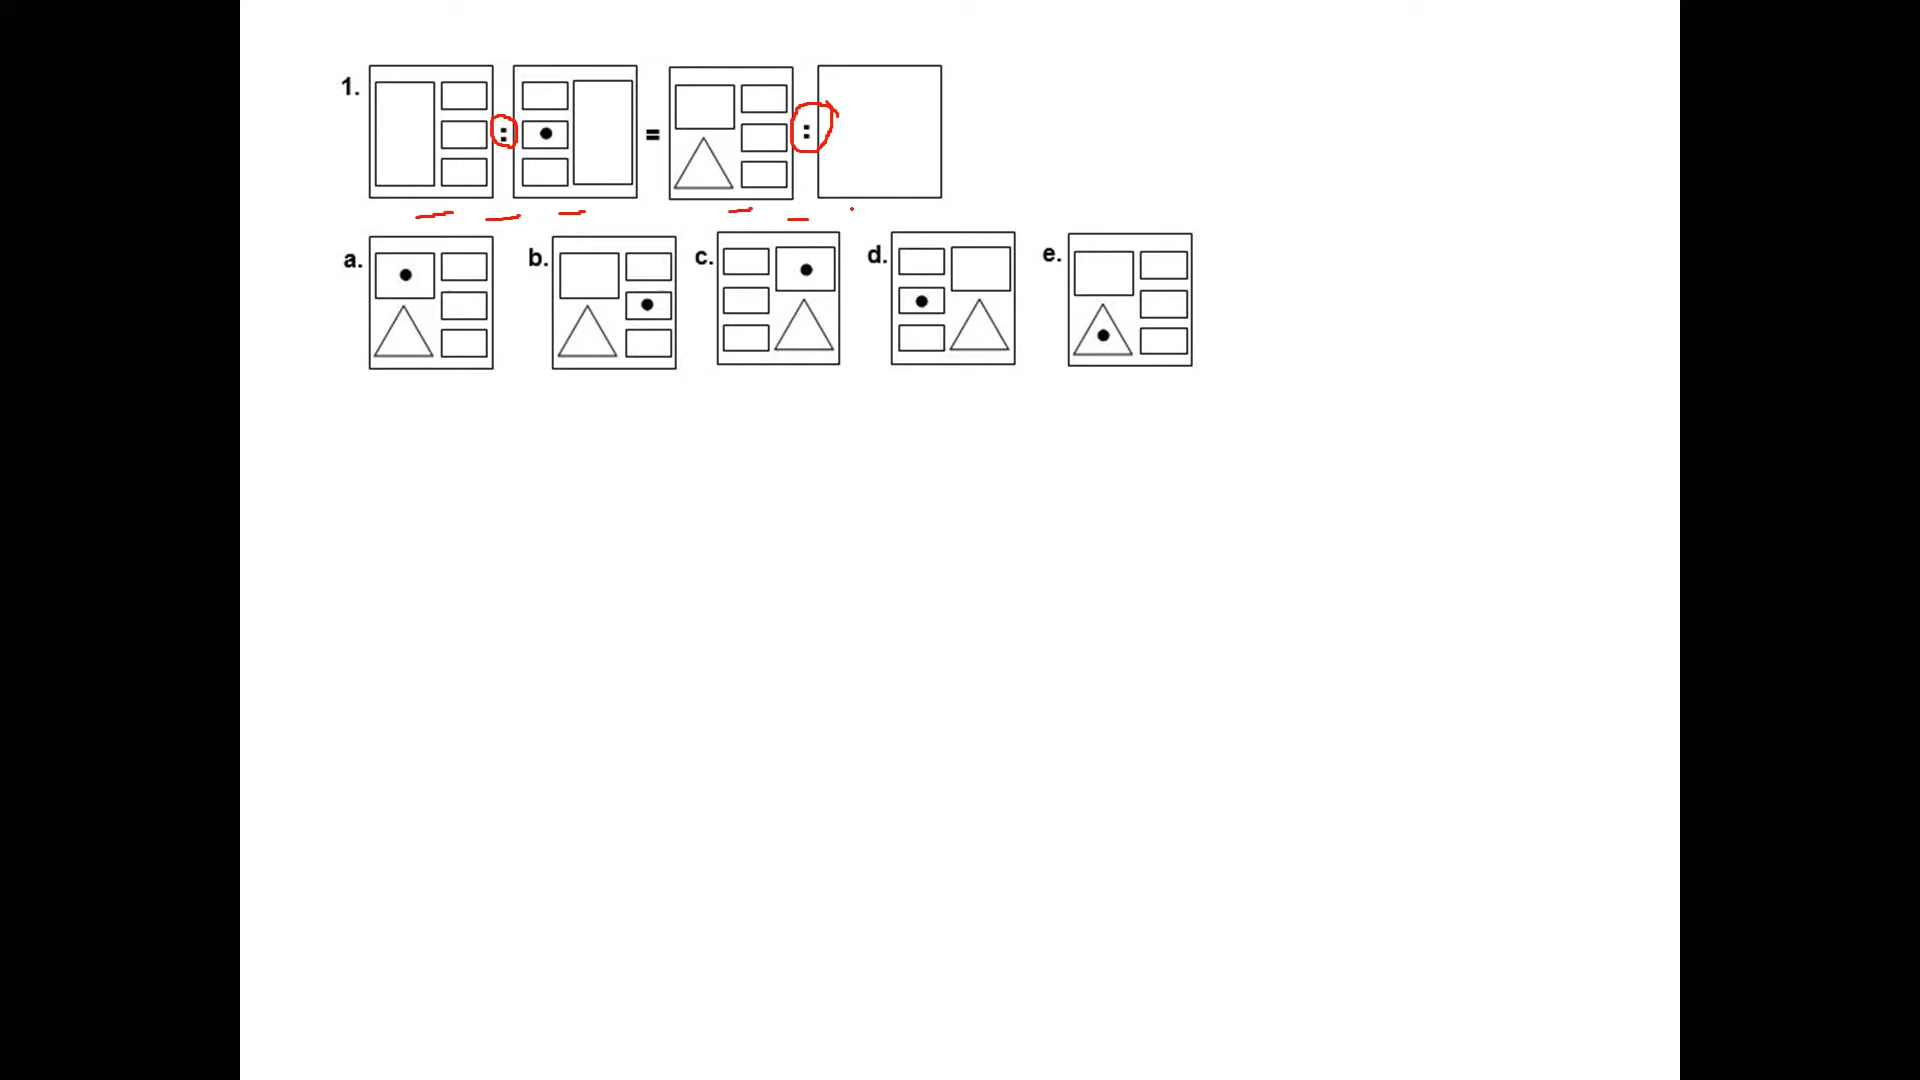 1. : = :
a. b. c. d. e.